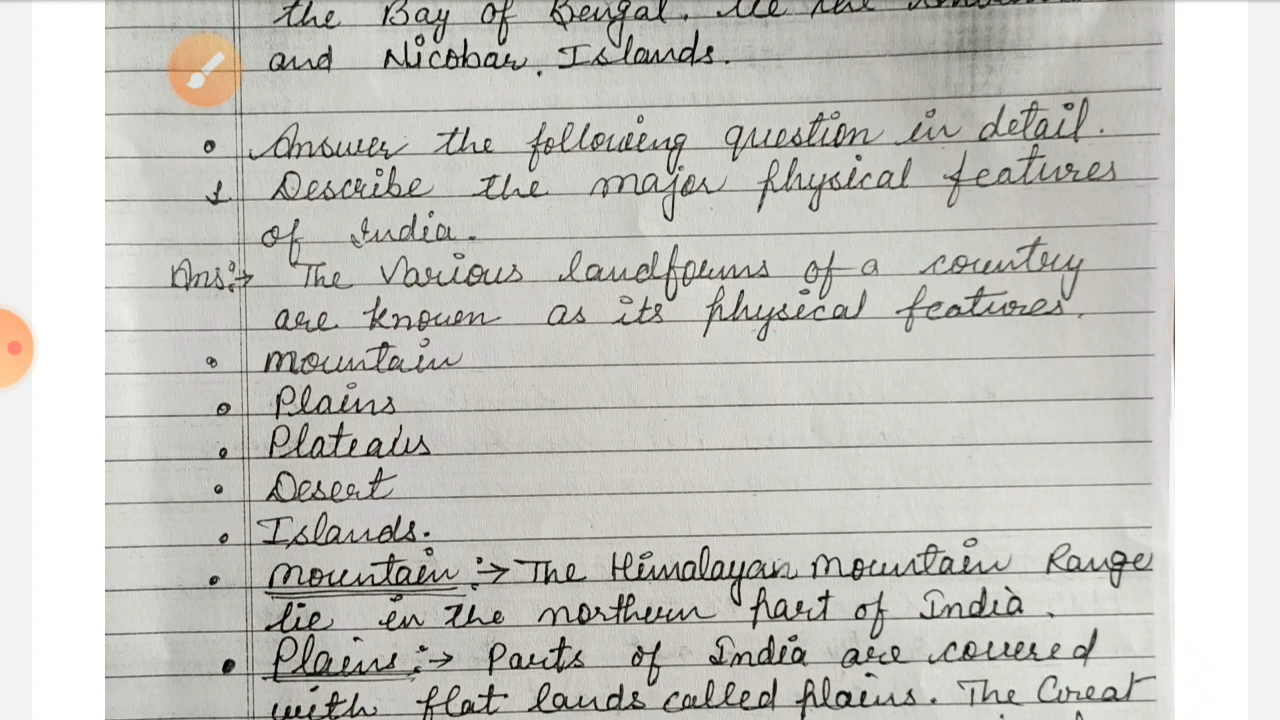 the Bay of Bengal. the
and Nicobar. Islands.
• Answer the following question in detail.
1 Describe the major physical features
of India.
Ans:→ The various landforms of a country
are known as its physical features.
• mountain
• Plains
• Plateaus
• Desert
• Islands.
• mountain :→ The Himalayan mountain Range
lie in the northern part of India.
• Plains :→ Parts of India are covered
with flat lands called plains. The Great